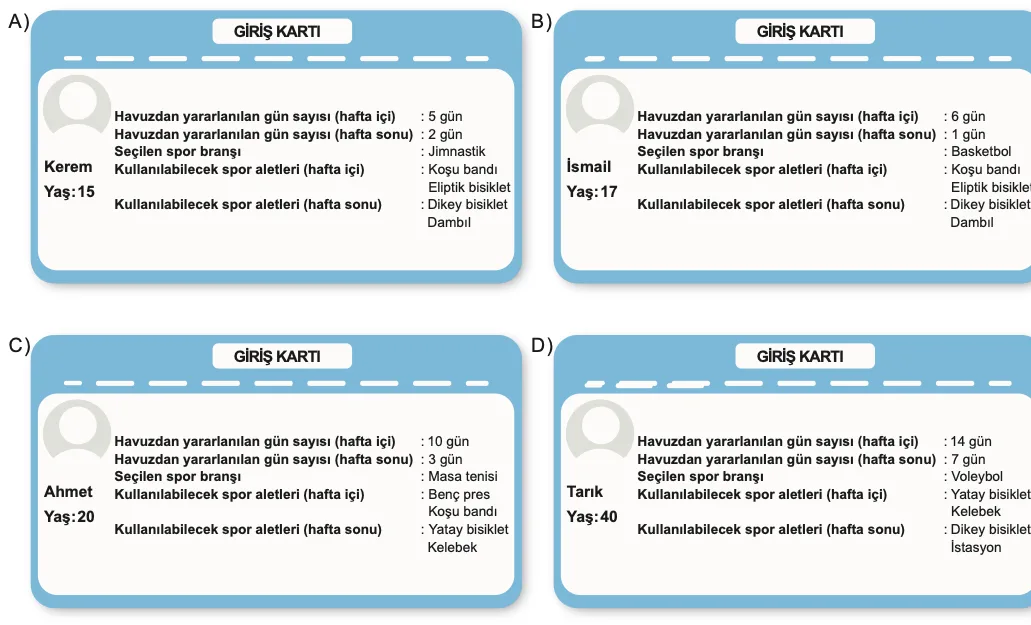 A)
GİRİŞ KARTI
Kerem
Yaş:15
Havuzdan yararlanılan gün sayısı (hafta içi) : 5 gün
Havuzdan yararlanılan gün sayısı (hafta sonu) : 2 gün
Seçilen spor branşı : Jimnastik
Kullanılabilecek spor aletleri (hafta içi) : Koşu bandı
Eliptik bisiklet
Kullanılabilecek spor aletleri (hafta sonu) : Dikey bisiklet
Dambıl
B)
GİRİŞ KARTI
İsmail
Yaş:17
Havuzdan yararlanılan gün sayısı (hafta içi) : 6 gün
Havuzdan yararlanılan gün sayısı (hafta sonu) : 1 gün
Seçilen spor branşı : Basketbol
Kullanılabilecek spor aletleri (hafta içi) : Koşu bandı
Eliptik bisiklet
Kullanılabilecek spor aletleri (hafta sonu) : Dikey bisiklet
Dambıl
C)
GİRİŞ KARTI
Ahmet
Yaş:20
Havuzdan yararlanılan gün sayısı (hafta içi) : 10 gün
Havuzdan yararlanılan gün sayısı (hafta sonu) : 3 gün
Seçilen spor branşı : Masa tenisi
Kullanılabilecek spor aletleri (hafta içi) : Benç pres
Koşu bandı
Kullanılabilecek spor aletleri (hafta sonu) : Yatay bisiklet
Kelebek
D)
GİRİŞ KARTI
Tarık
Yaş:40
Havuzdan yararlanılan gün sayısı (hafta içi) : 14 gün
Havuzdan yararlanılan gün sayısı (hafta sonu) : 7 gün
Seçilen spor branşı : Voleybol
Kullanılabilecek spor aletleri (hafta içi) : Yatay bisiklet
Kelebek
Kullanılabilecek spor aletleri (hafta sonu) : Dikey bisiklet
İstasyon